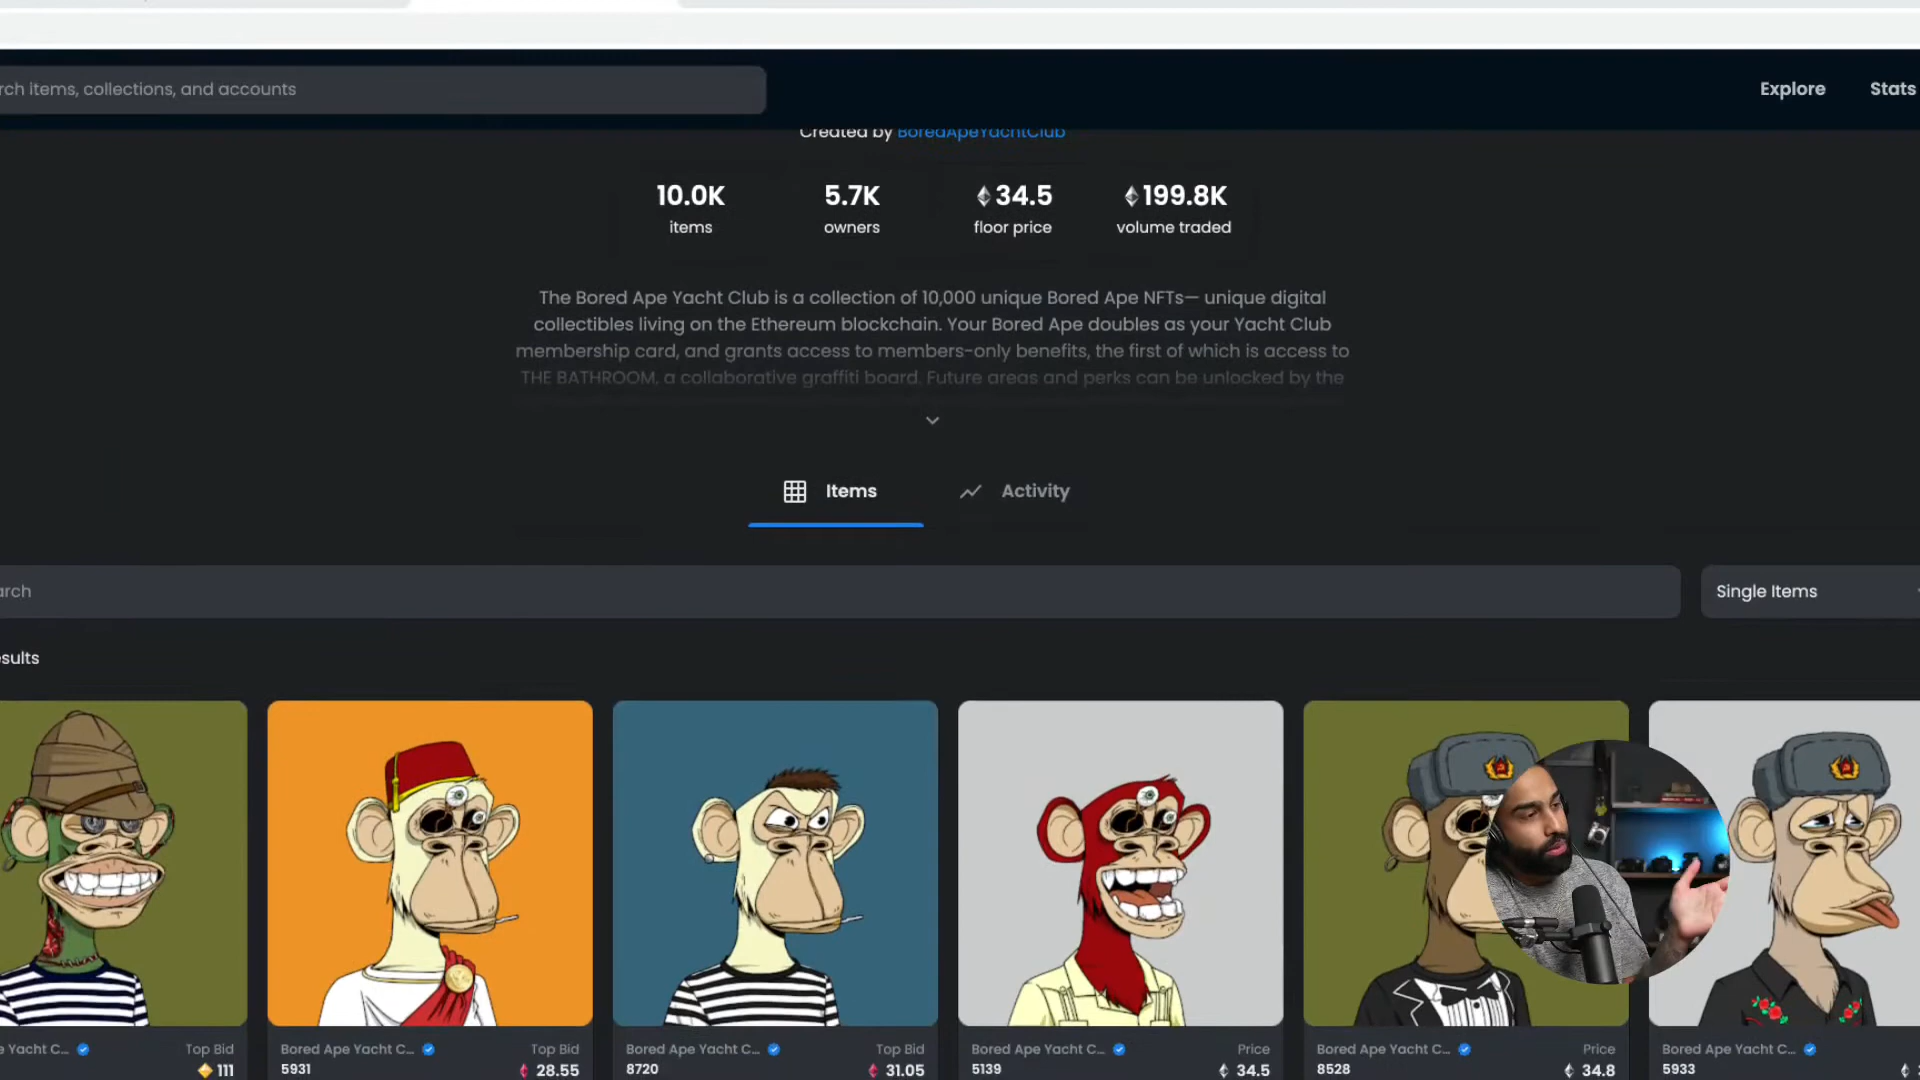 rch items, collections, and accounts
Explore
Stats
Created by BoredApeYachtClub
10.0K
items
5.7K
owners
34.5
floor price
199.8K
volume traded
The Bored Ape Yacht Club is a collection of 10,000 unique Bored Ape NFTs— unique digital
collectibles living on the Ethereum blockchain. Your Bored Ape doubles as your Yacht Club
membership card, and grants access to members-only benefits, the first of which is access to
THE BATHROOM, a collaborative graffiti board. Future areas and perks can be unlocked by the
Items
Activity
arch
Single Items
esults
e Yacht C...
Top Bid
111
Bored Ape Yacht C...
Top Bid
5931
28.55
Bored Ape Yacht C...
Top Bid
8720
31.05
Bored Ape Yacht C...
Price
5139
34.5
Bored Ape Yacht C...
Price
8528
34.8
Bored Ape Yacht C...
5933